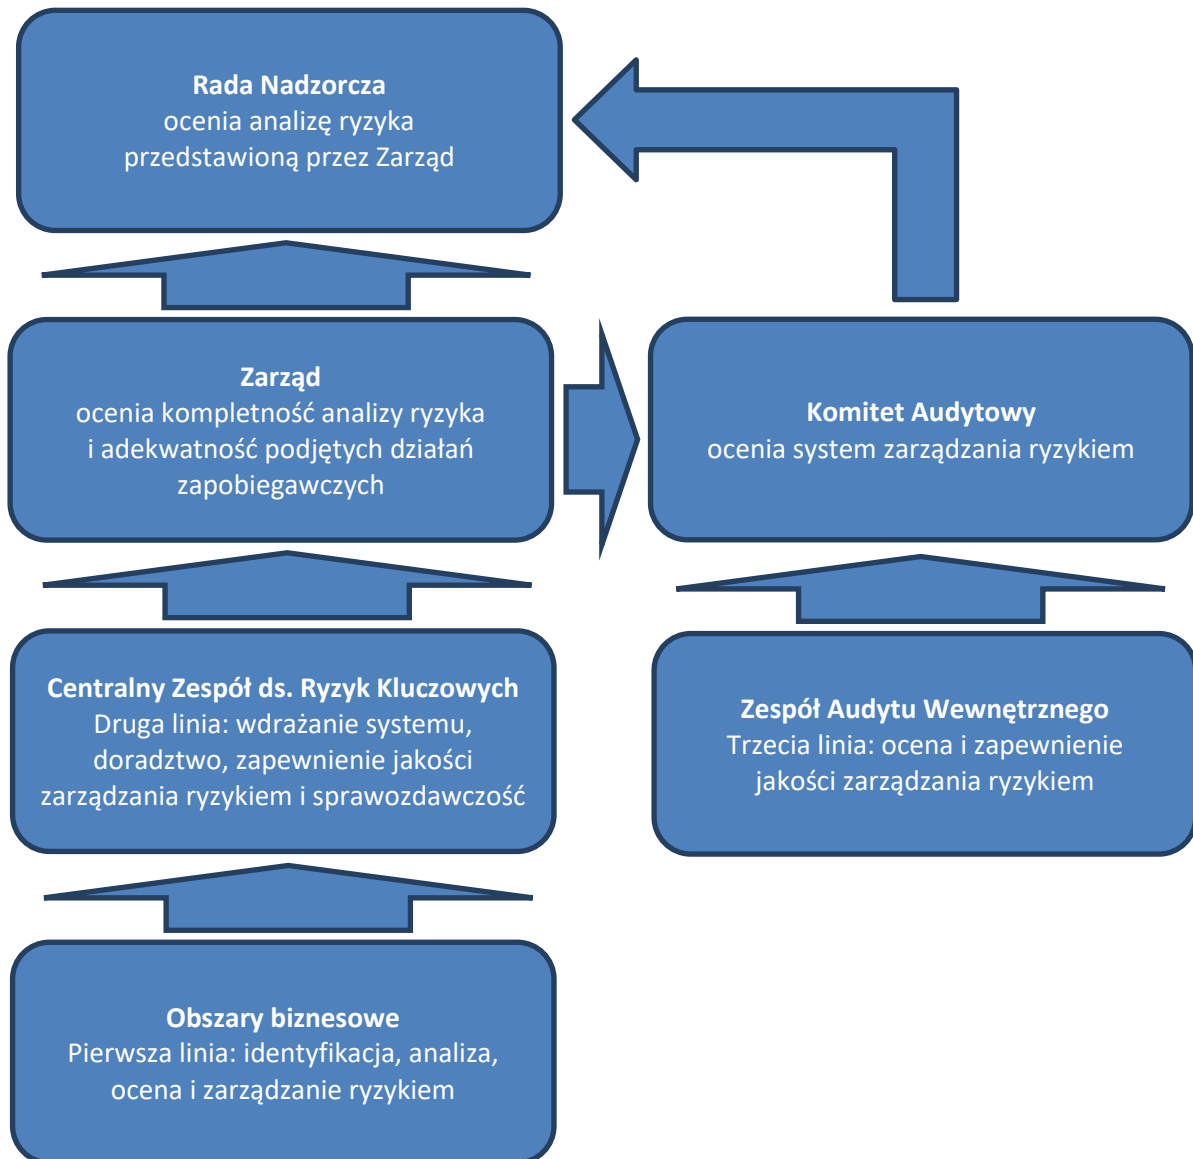 Rada Nadzorcza
ocenia analizę ryzyka
przedstawioną przez Zarząd
Zarząd
ocenia kompletność analizy ryzyka
i adekwatność podjętych działań
zapobiegawczych
Komitet Audytowy
ocenia system zarządzania ryzykiem
Centralny Zespół ds. Ryzyk Kluczowych
Druga linia: wdrażanie systemu,
doradztwo, zapewnienie jakości
zarządzania ryzykiem i sprawozdawczość
Zespół Audytu Wewnętrznego
Trzecia linia: ocena i zapewnienie
jakości zarządzania ryzykiem
Obszary biznesowe
Pierwsza linia: identyfikacja, analiza,
ocena i zarządzanie ryzykiem